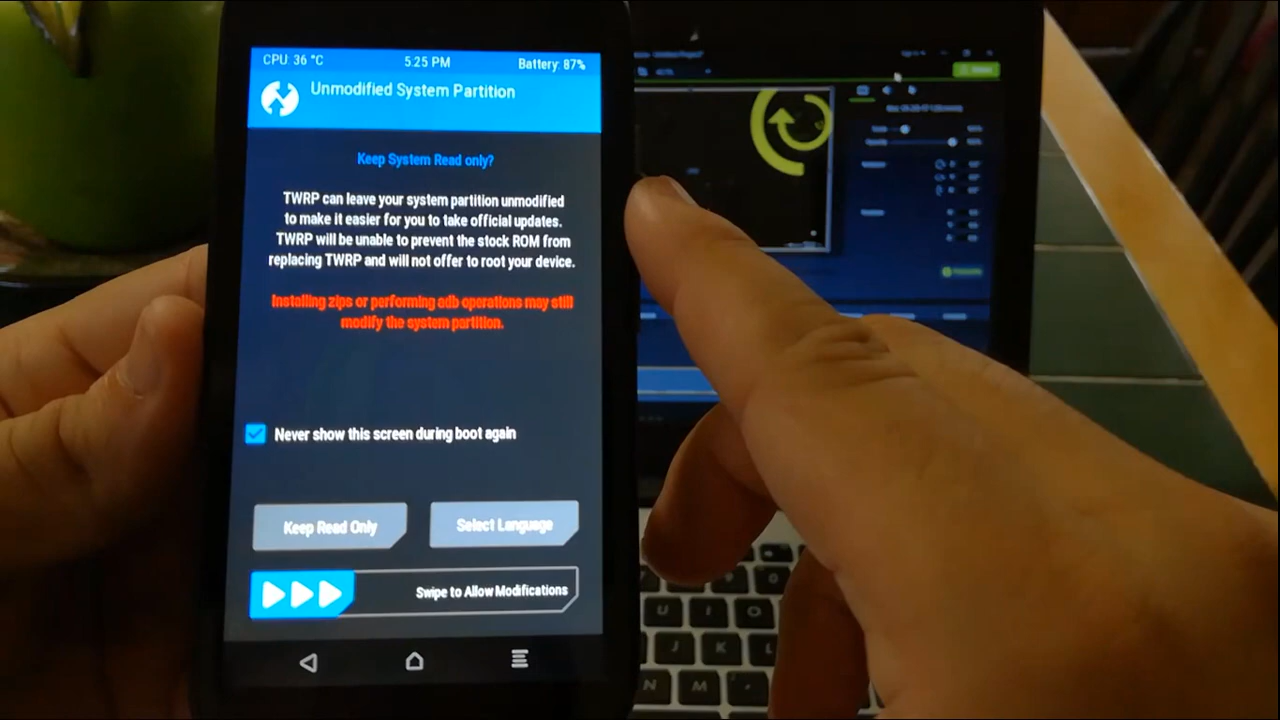 CPU: 36 °C
5:25 PM
Battery: 87%
Unmodified System Partition
Keep System Read only?
TWRP can leave your system partition unmodified
to make it easier for you to take official updates.
TWRP will be unable to prevent the stock ROM from
replacing TWRP and will not offer to root your device.
Installing zips or performing adb operations may still
modify the system partition.
Never show this screen during boot again
Keep Read Only
Select Language
Swipe to Allow Modifications
U I O
J K L
N M